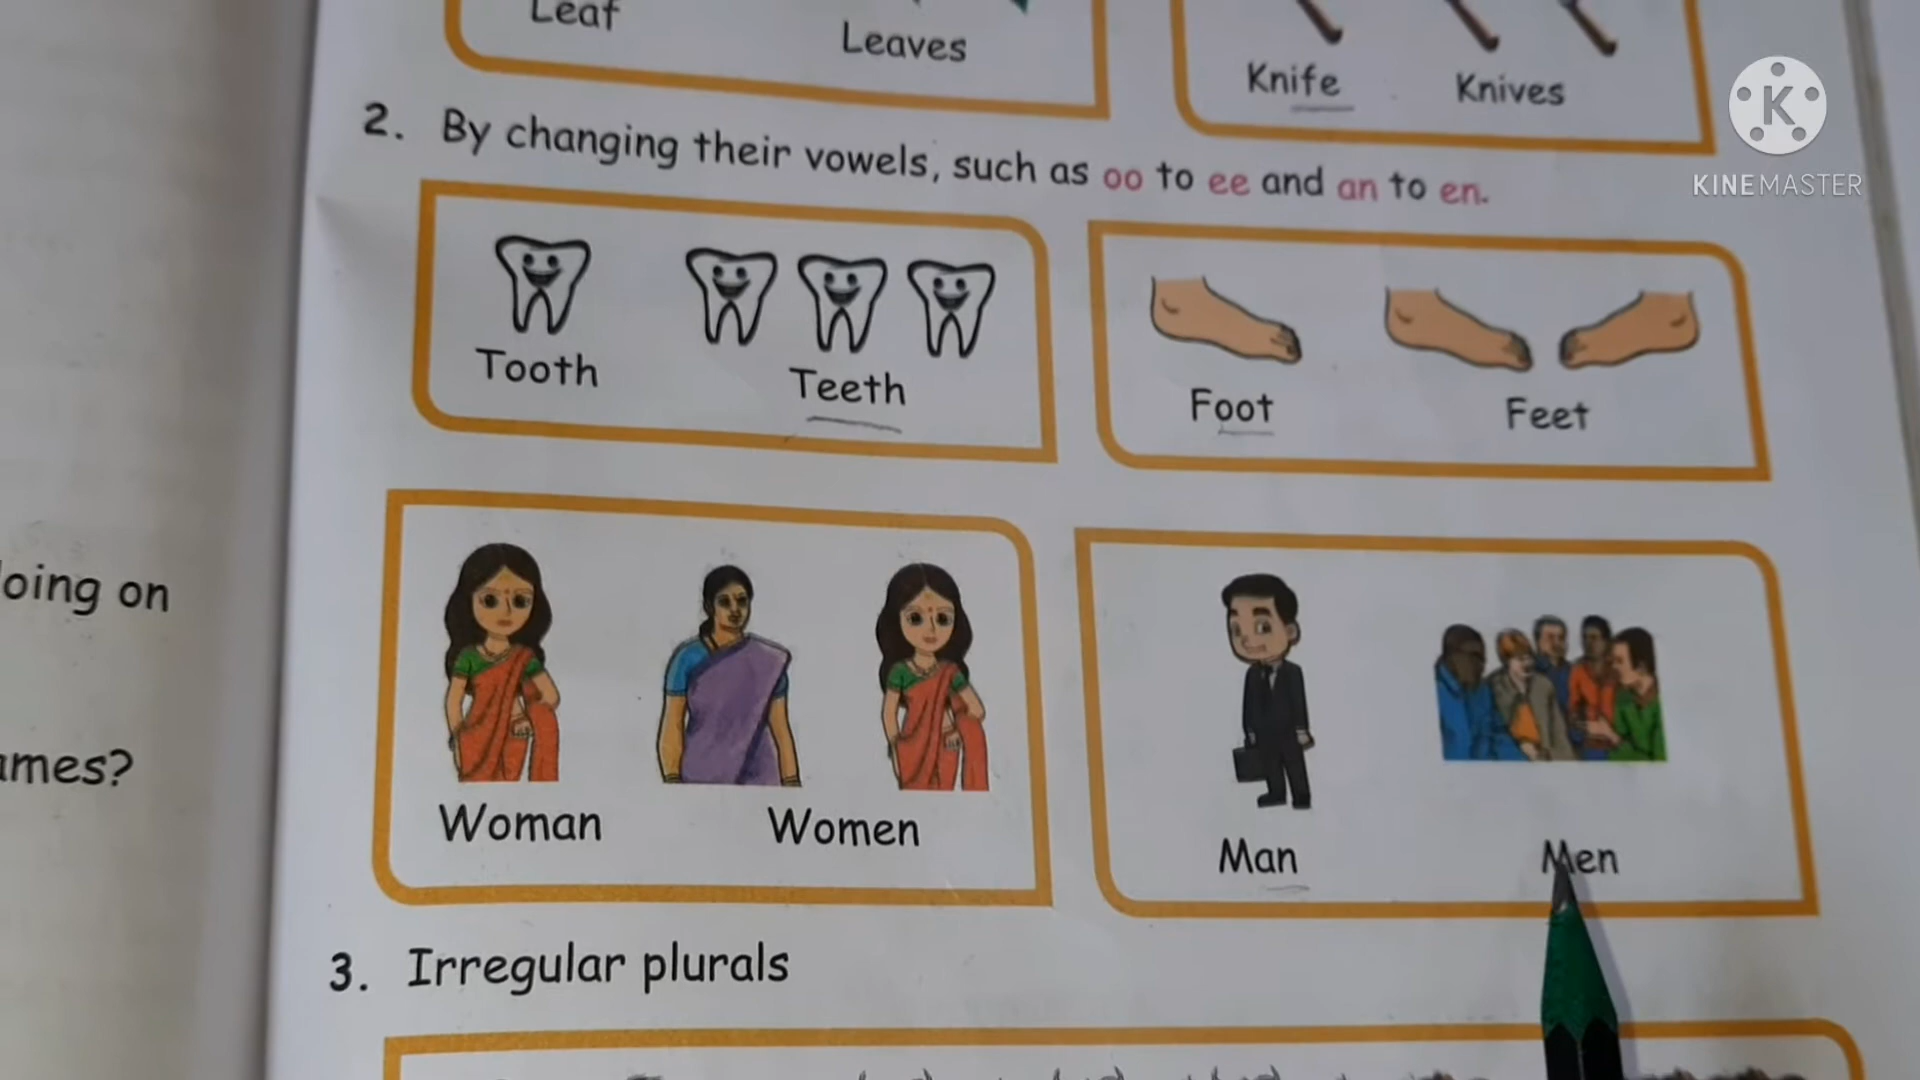 Leaf
Leaves
Knife
Knives
K
KINEMASTER
2. By changing their vowels, such as oo to ee and an to en.
Tooth
Teeth
Foot
Feet
oing on
ames?
Woman
Women
Man
Men
3. Irregular plurals